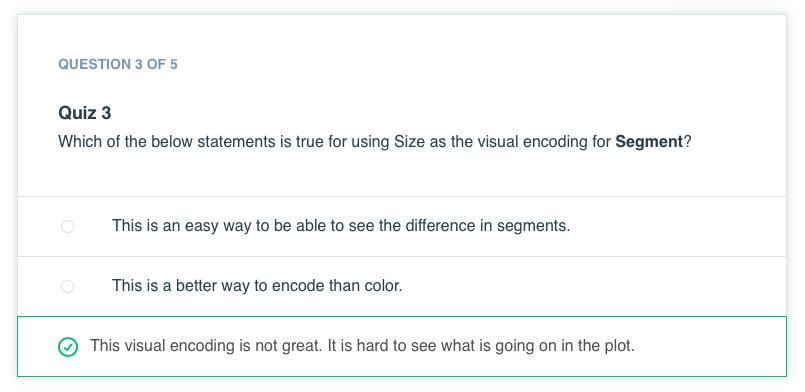 QUESTION 3 OF 5
Quiz 3
Which of the below statements is true for using Size as the visual encoding for Segment?
This is an easy way to be able to see the difference in segments.
This is a better way to encode than color.
This visual encoding is not great. It is hard to see what is going on in the plot.